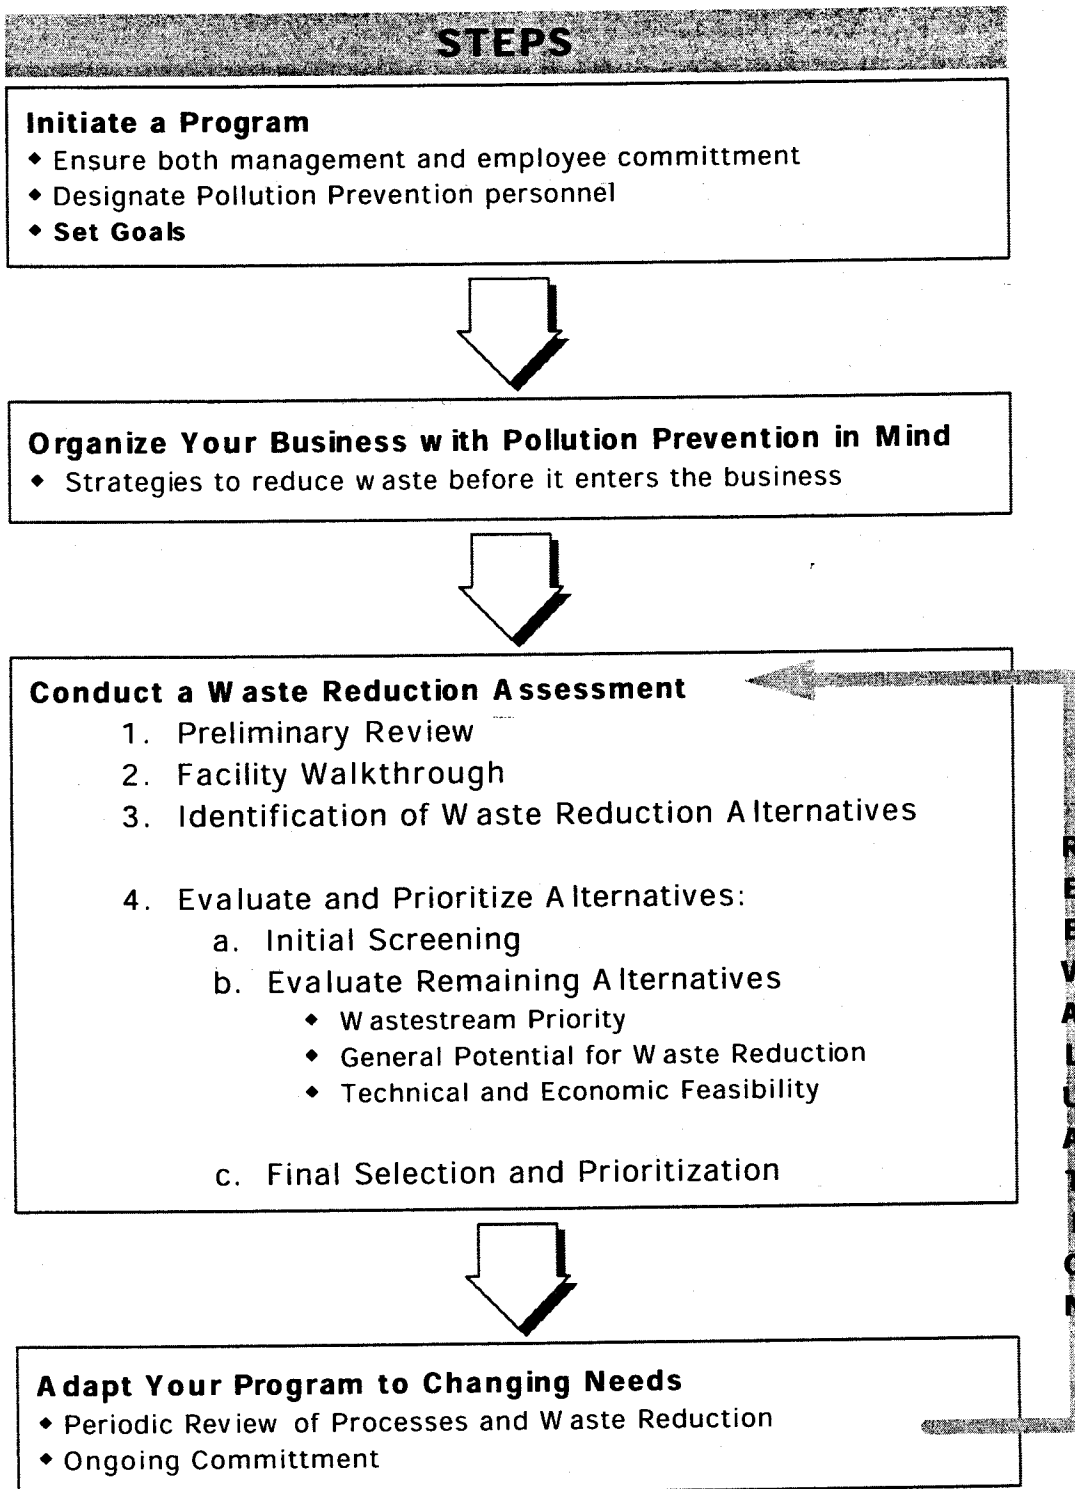 STEPS
Initiate a Program
◆ Ensure both management and employee committment
◆ Designate Pollution Prevention personnel
◆ Set Goals
Organize Your Business with Pollution Prevention in Mind
◆ Strategies to reduce waste before it enters the business
Conduct a Waste Reduction Assessment
1. Preliminary Review
2. Facility Walkthrough
3. Identification of Waste Reduction Alternatives
4. Evaluate and Prioritize Alternatives:
a. Initial Screening
b. Evaluate Remaining Alternatives
◆ Wastestream Priority
◆ General Potential for Waste Reduction
◆ Technical and Economic Feasibility
c. Final Selection and Prioritization
Adapt Your Program to Changing Needs
◆ Periodic Review of Processes and Waste Reduction
◆ Ongoing Committment
REEVALUATION